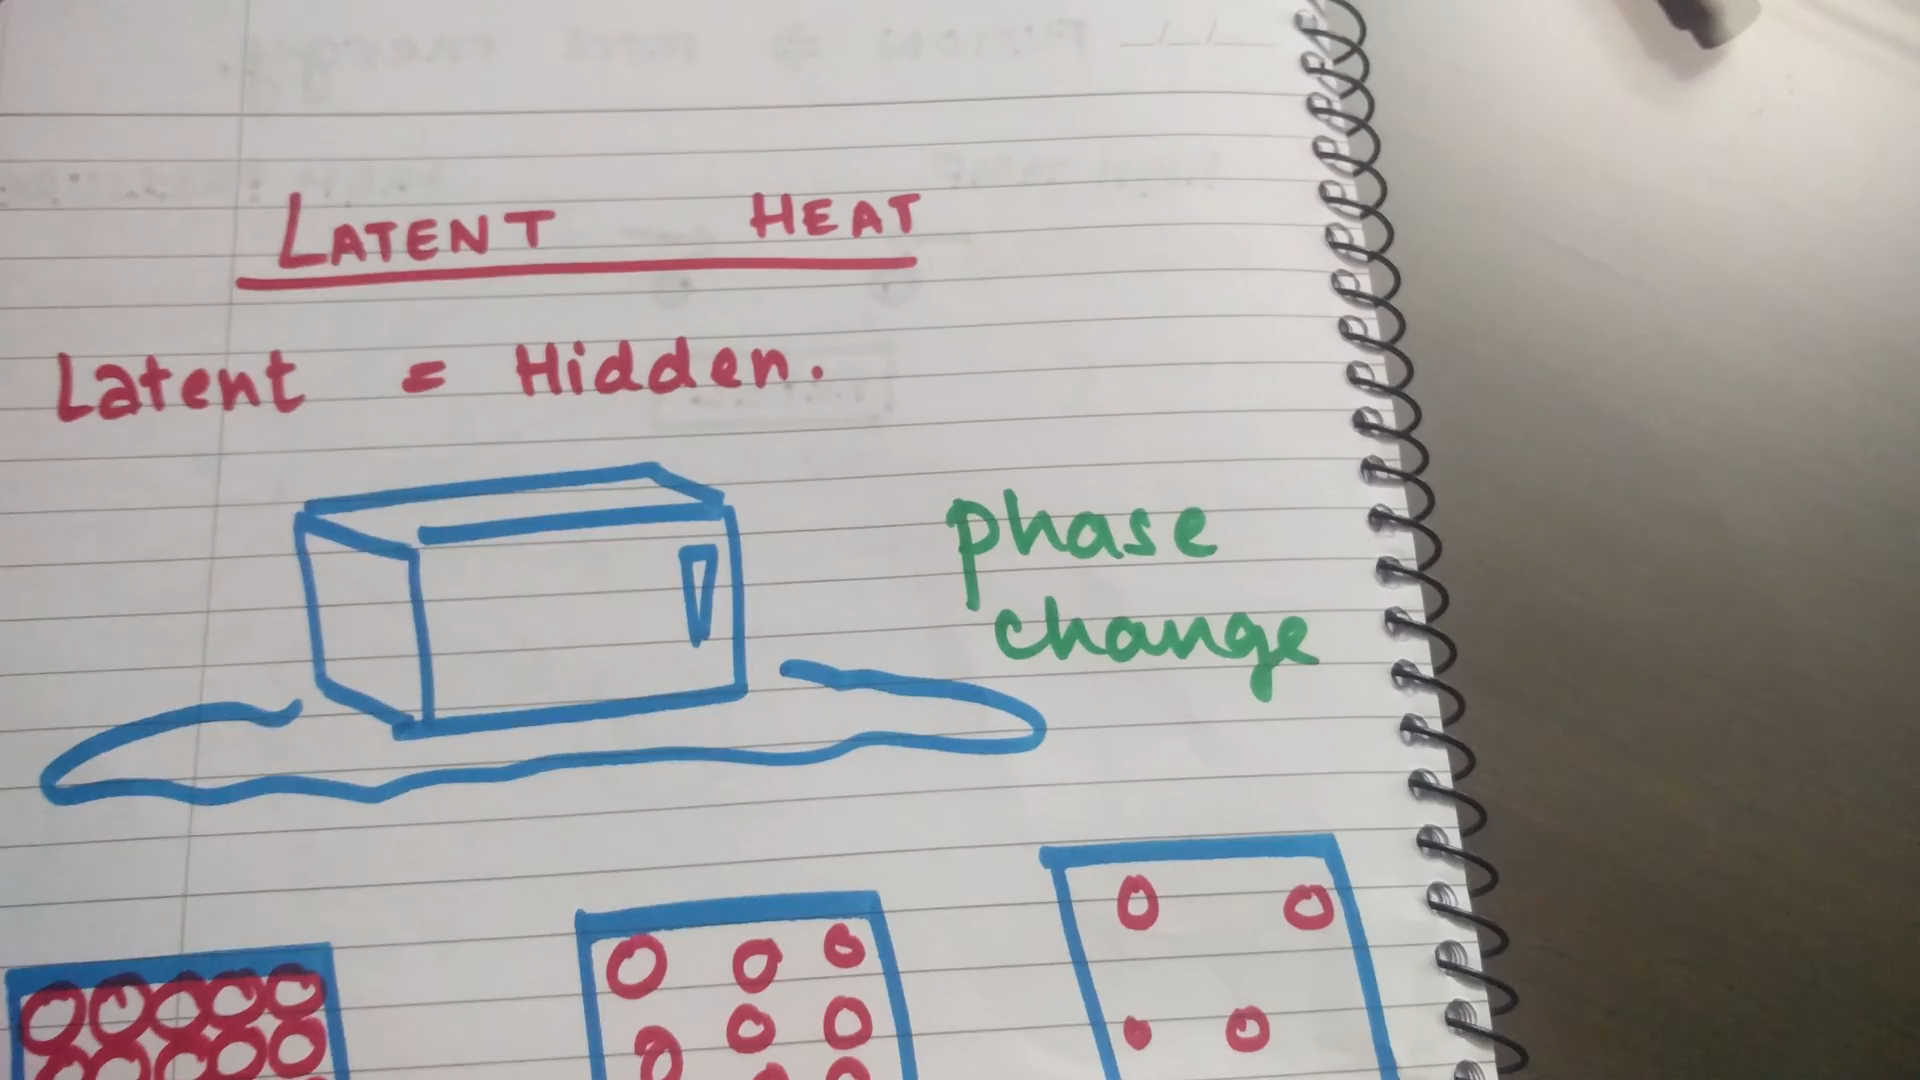 LATENT HEAT
Latent = Hidden.
phase
change